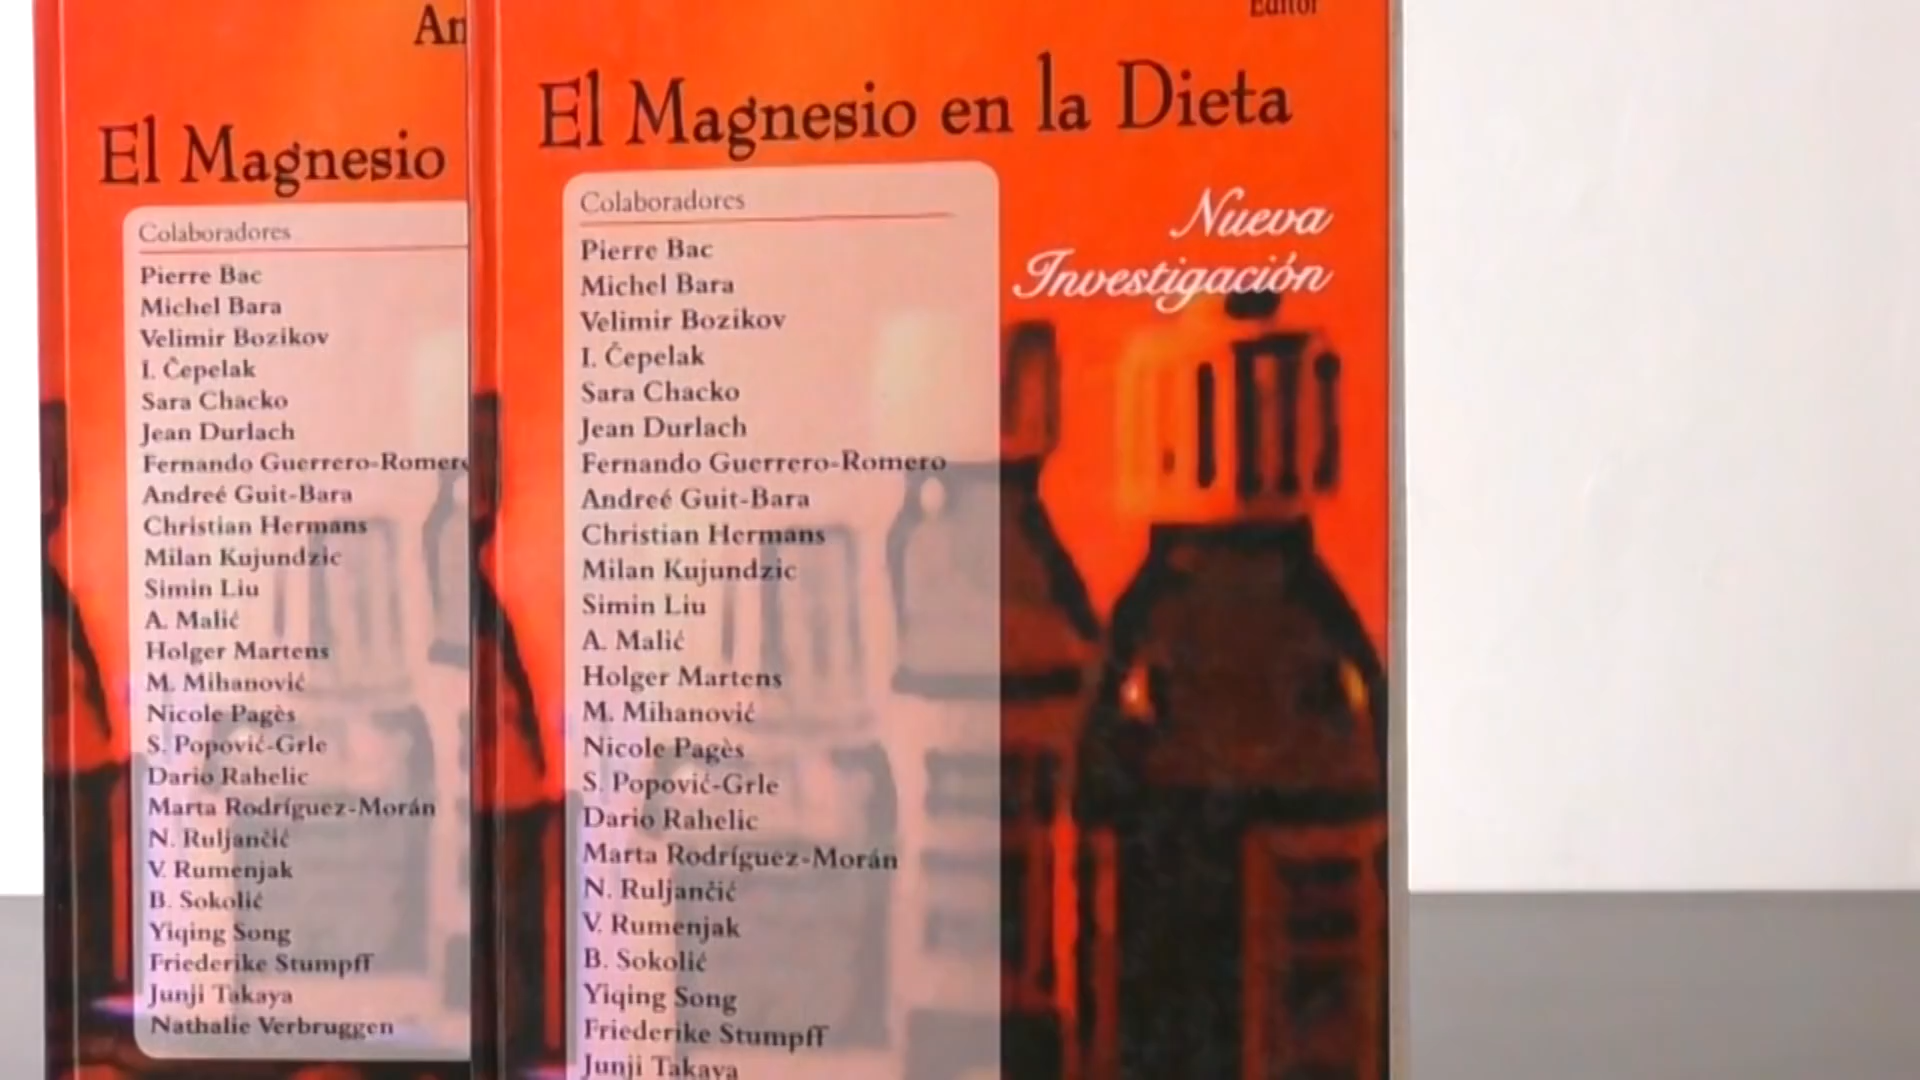 An
El Magnesio
Colaboradores
Pierre Bac
Michel Bara
Velimir Bozikov
I. Čepelak
Sara Chacko
Jean Durlach
Fernando Guerrero-Romero
Andreé Guit-Bara
Christian Hermans
Milan Kujundzic
Simin Liu
A. Malić
Holger Martens
M. Mihanović
Nicole Pagès
S. Popović-Grle
Dario Rahelic
Marta Rodríguez-Morán
N. Ruljančić
V. Rumenjak
B. Sokolić
Yiqing Song
Friederike Stumpff
Junji Takaya
Nathalie Verbruggen
Editor
El Magnesio en la Dieta
Nueva
Investigación
Colaboradores
Pierre Bac
Michel Bara
Velimir Bozikov
I. Čepelak
Sara Chacko
Jean Durlach
Fernando Guerrero-Romero
Andreé Guit-Bara
Christian Hermans
Milan Kujundzic
Simin Liu
A. Malić
Holger Martens
M. Mihanović
Nicole Pagès
S. Popović-Grle
Dario Rahelic
Marta Rodríguez-Morán
N. Ruljančić
V. Rumenjak
B. Sokolić
Yiqing Song
Friederike Stumpff
Junji Takaya